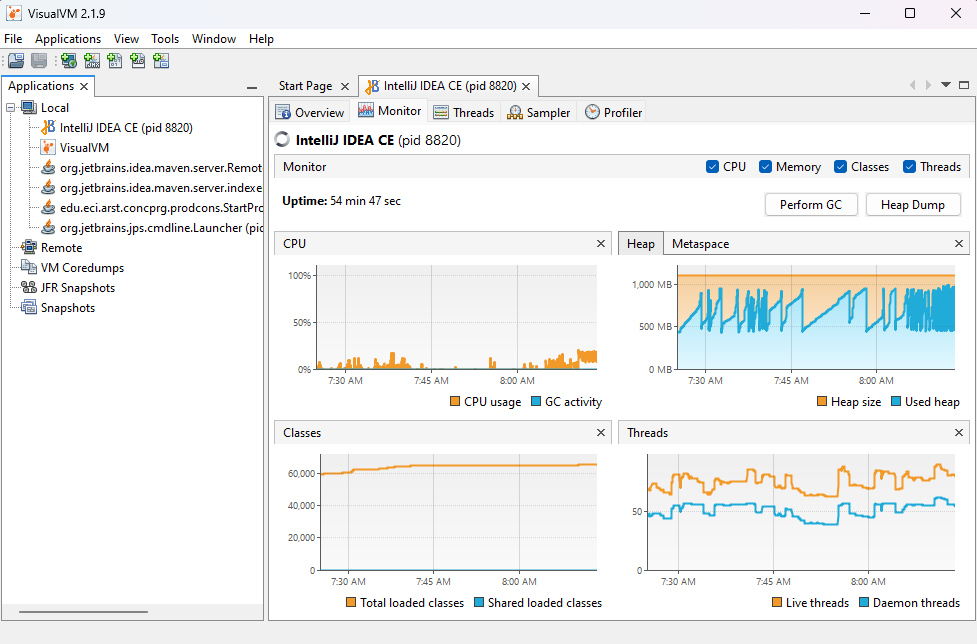 VisualVM 2.1.9
File Applications View Tools Window Help
Applications
Start Page IntelliJ IDEA CE (pid 8820)
Local
IntelliJ IDEA CE (pid 8820)
VisualVM
org.jetbrains.idea.maven.server.Remot
org.jetbrains.idea.maven.server.indexe
edu.eci.arst.concprg.prodcons.StartPro
org.jetbrains.jps.cmdline.Launcher (pid
Remote
VM Coredumps
JFR Snapshots
Snapshots
Overview Monitor Threads Sampler Profiler
IntelliJ IDEA CE (pid 8820)
Monitor CPU Memory Classes Threads
Uptime: 54 min 47 sec
Perform GC Heap Dump
CPU
100%
50%
0%
7:30 AM 7:45 AM 8:00 AM
CPU usage GC activity
Heap Metaspace
1,000 MB
500 MB
0 MB
7:30 AM 7:45 AM 8:00 AM
Heap size Used heap
Classes
60,000
40,000
20,000
0
7:30 AM 7:45 AM 8:00 AM
Total loaded classes Shared loaded classes
Threads
50
0
7:30 AM 7:45 AM 8:00 AM
Live threads Daemon threads